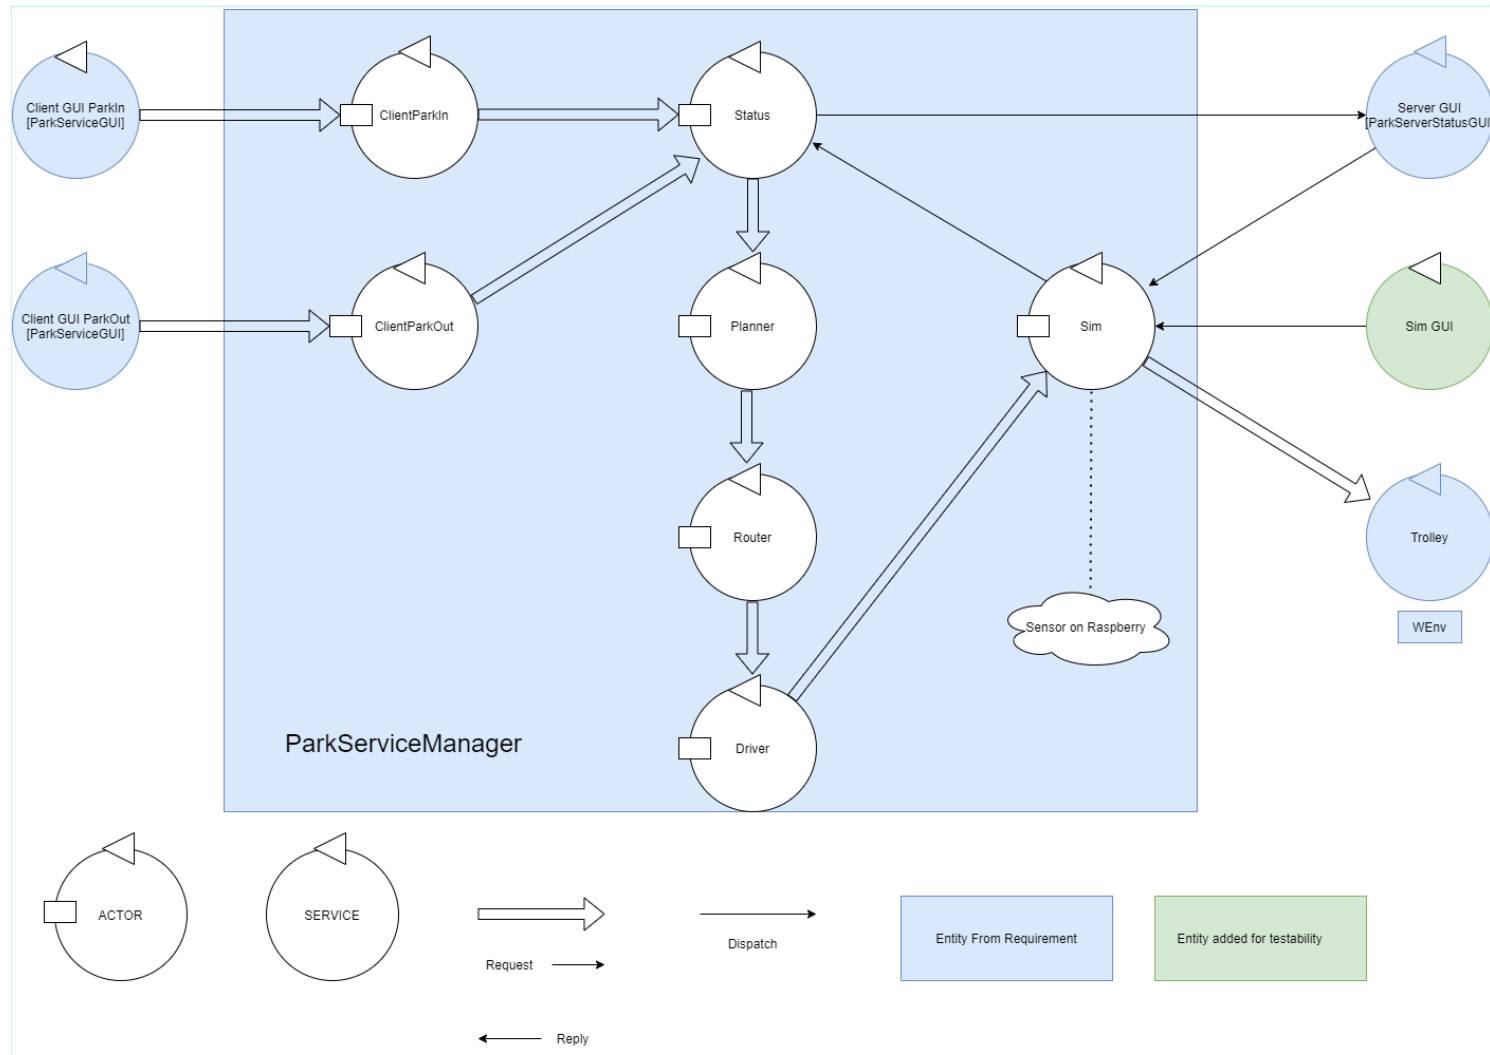 Client GUI ParkIn
[ParkServiceGUI]
ClientParkIn
Status
Server GUI
[ParkServerStatusGUI
Client GUI ParkOut
[ParkServiceGUI]
ClientParkOut
Planner
Sim
Sim GUI
Router
Trolley
Sensor on Raspberry
WEnv
ParkServiceManager
Driver
ACTOR
SERVICE
Request
Dispatch
Reply
Entity From Requirement
Entity added for testability